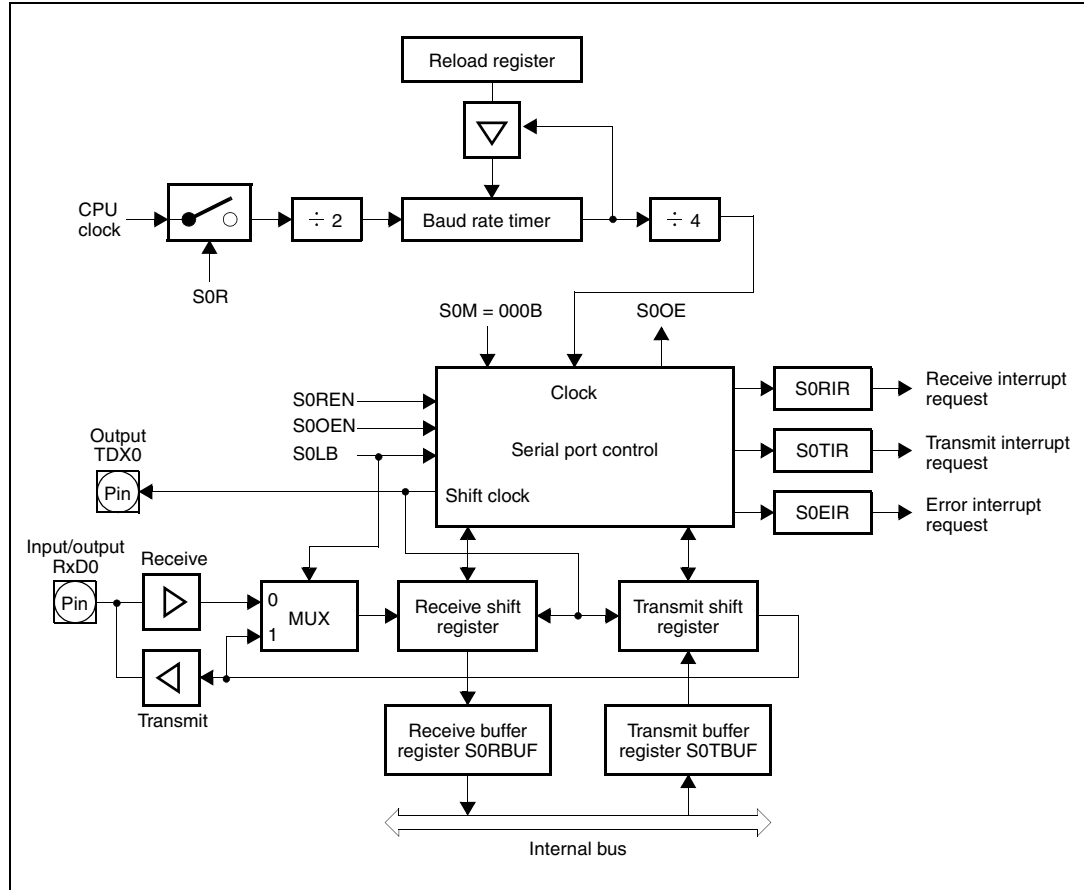 Reload register
CPU
clock
÷ 2
Baud rate timer
÷ 4
S0R
S0M = 000B
S0OE
Clock
S0REN
S0OEN
S0LB
Serial port control
Shift clock
S0RIR
Receive interrupt
request
S0TIR
Transmit interrupt
request
S0EIR
Error interrupt
request
Output
TDX0
Pin
Input/output
RxD0
Pin
Receive
0
MUX
1
Receive shift
register
Transmit shift
register
Transmit
Receive buffer
register S0RBUF
Transmit buffer
register S0TBUF
Internal bus